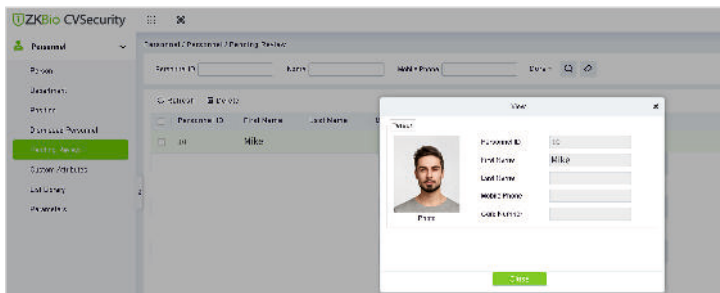 ZKBio CVSecurity
Personnel
Personnel / Personnel / Pending Review
Person
Personnel ID
Name
Mobile Phone
More
Department
Position
Refresh
Delete
View
Dismissed Personnel
Personnel ID
First Name
Last Name
Person
Pending Review
Mike
Personnel ID
Custom Attributes
First Name
Mike
List Library
Last Name
Parameters
Mobile Phone
Photo
Card Number
Close